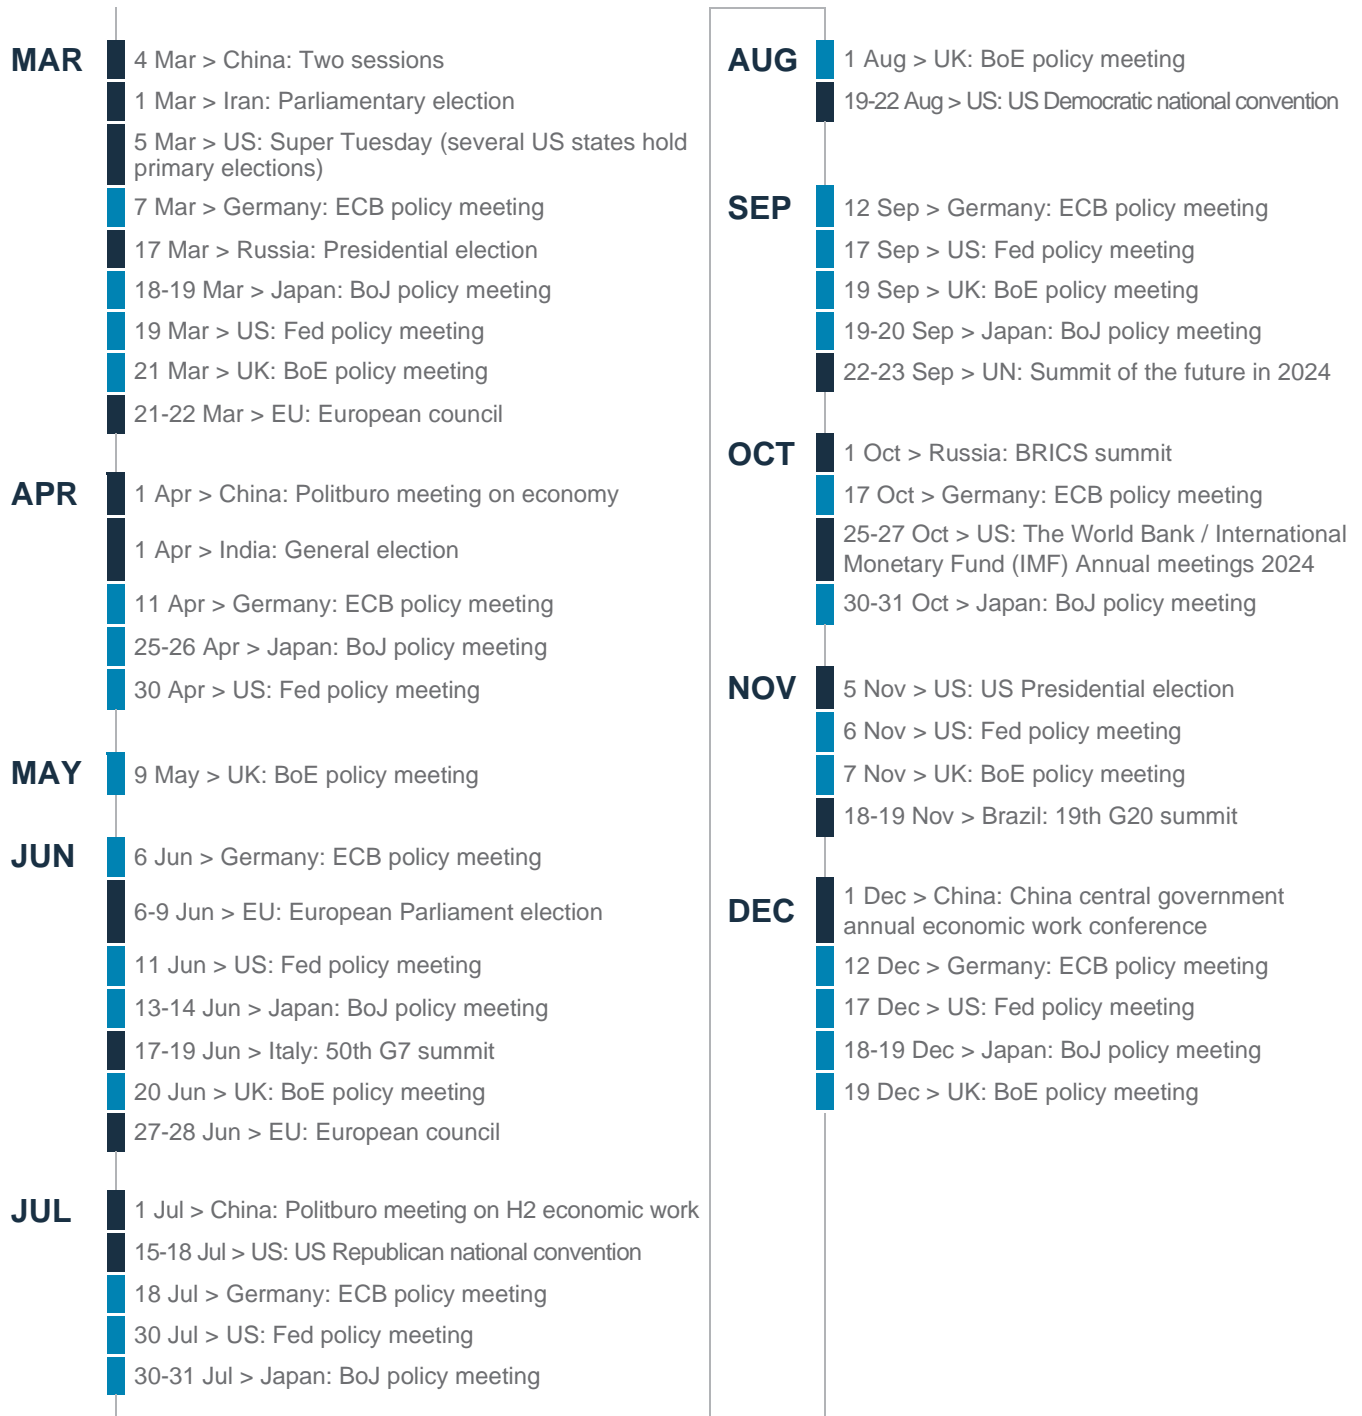 MAR
4 Mar > China: Two sessions
1 Mar > Iran: Parliamentary election
5 Mar > US: Super Tuesday (several US states hold
primary elections)
7 Mar > Germany: ECB policy meeting
17 Mar > Russia: Presidential election
18-19 Mar > Japan: BoJ policy meeting
19 Mar > US: Fed policy meeting
21 Mar > UK: BoE policy meeting
21-22 Mar > EU: European council
APR
1 Apr > China: Politburo meeting on economy
1 Apr > India: General election
11 Apr > Germany: ECB policy meeting
25-26 Apr > Japan: BoJ policy meeting
30 Apr > US: Fed policy meeting
MAY
9 May > UK: BoE policy meeting
JUN
6 Jun > Germany: ECB policy meeting
6-9 Jun > EU: European Parliament election
11 Jun > US: Fed policy meeting
13-14 Jun > Japan: BoJ policy meeting
17-19 Jun > Italy: 50th G7 summit
20 Jun > UK: BoE policy meeting
27-28 Jun > EU: European council
JUL
1 Jul > China: Politburo meeting on H2 economic work
15-18 Jul > US: US Republican national convention
18 Jul > Germany: ECB policy meeting
30 Jul > US: Fed policy meeting
30-31 Jul > Japan: BoJ policy meeting
AUG
1 Aug > UK: BoE policy meeting
19-22 Aug > US: US Democratic national convention
SEP
12 Sep > Germany: ECB policy meeting
17 Sep > US: Fed policy meeting
19 Sep > UK: BoE policy meeting
19-20 Sep > Japan: BoJ policy meeting
22-23 Sep > UN: Summit of the future in 2024
OCT
1 Oct > Russia: BRICS summit
17 Oct > Germany: ECB policy meeting
25-27 Oct > US: The World Bank / International
Monetary Fund (IMF) Annual meetings 2024
30-31 Oct > Japan: BoJ policy meeting
NOV
5 Nov > US: US Presidential election
6 Nov > US: Fed policy meeting
7 Nov > UK: BoE policy meeting
18-19 Nov > Brazil: 19th G20 summit
DEC
1 Dec > China: China central government
annual economic work conference
12 Dec > Germany: ECB policy meeting
17 Dec > US: Fed policy meeting
18-19 Dec > Japan: BoJ policy meeting
19 Dec > UK: BoE policy meeting